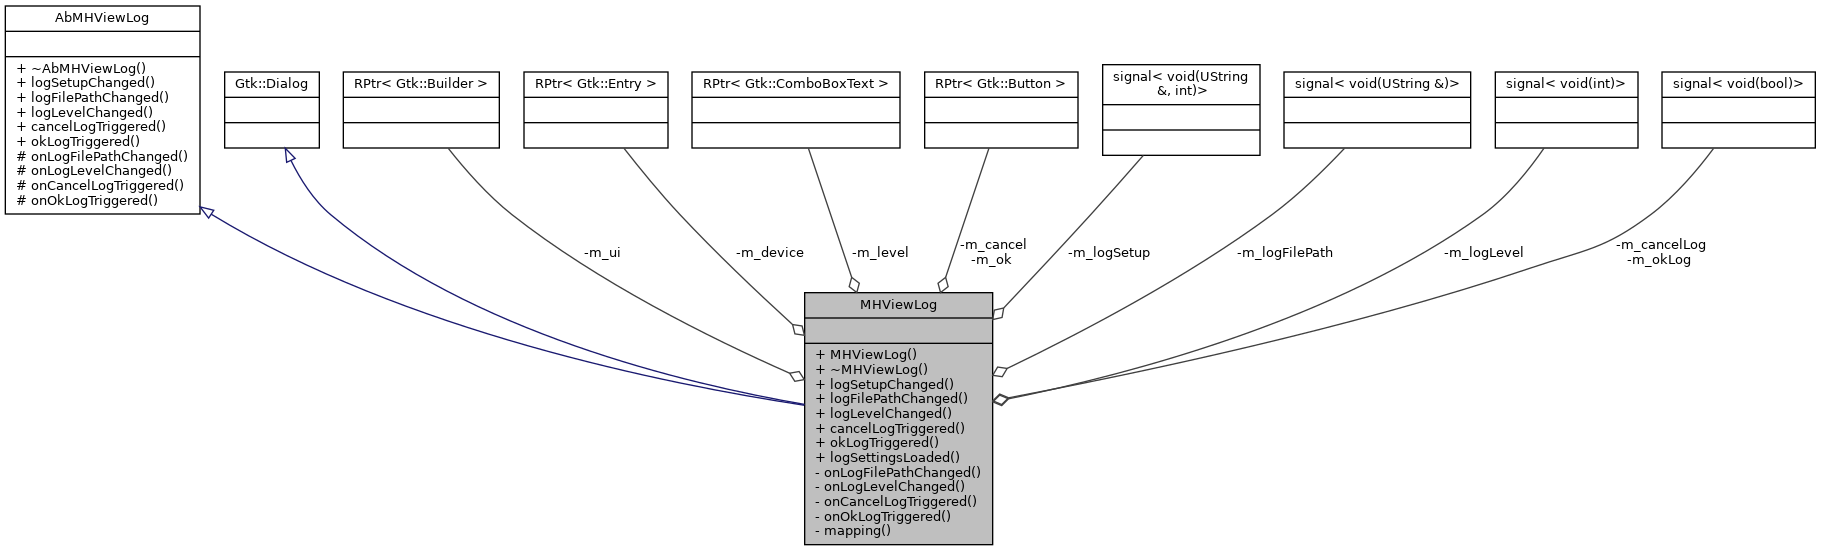 AbMHViewLog
+ ~AbMHViewLog()
+ logSetupChanged()
+ logFilePathChanged()
+ logLevelChanged()
+ cancelLogTriggered()
+ okLogTriggered()
# onLogFilePathChanged()
# onLogLevelChanged()
# onCancelLogTriggered()
# onOkLogTriggered()
Gtk::Dialog
RPtr< Gtk::Builder >
RPtr< Gtk::Entry >
RPtr< Gtk::ComboBoxText >
RPtr< Gtk::Button >
signal< void(UString
&, int)>
signal< void(UString &)>
signal< void(int)>
signal< void(bool)>
-m_ui
-m_device
-m_level
-m_cancel
-m_ok
-m_logSetup
-m_logFilePath
-m_logLevel
-m_cancelLog
-m_okLog
MHViewLog
+ MHViewLog()
+ ~MHViewLog()
+ logSetupChanged()
+ logFilePathChanged()
+ logLevelChanged()
+ cancelLogTriggered()
+ okLogTriggered()
+ logSettingsLoaded()
- onLogFilePathChanged()
- onLogLevelChanged()
- onCancelLogTriggered()
- onOkLogTriggered()
- mapping()